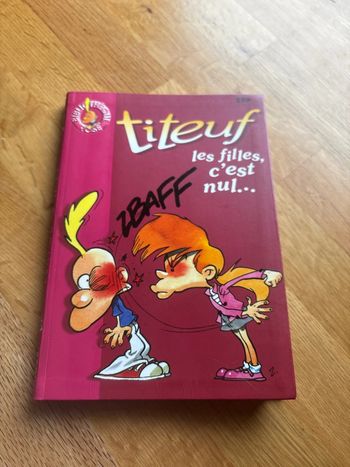 titeuf
les filles,
c'est
nul...
ZBAFF
Z.